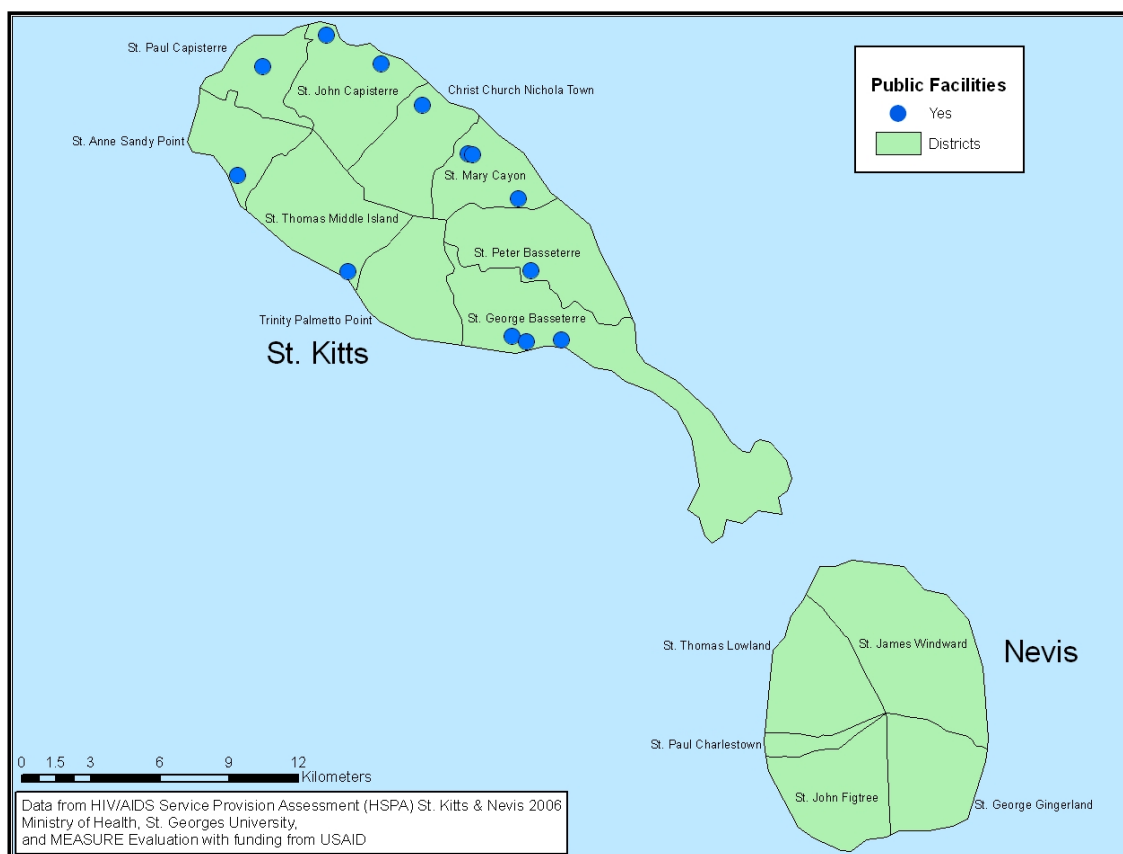 St. Paul Capisterre
St. John Capisterre
Christ Church Nichola Town
St. Anne Sandy Point
St. Mary Cayon
St. Thomas Middle Island
St. Peter Basseterre
Trinity Palmetto Point
St. George Basseterre
St. Kitts
Public Facilities
Yes
Districts
St. Thomas Lowland
St. James Windward
Nevis
St. Paul Charlestown
St. John Figtree
St. George Gingerland
0 1.5 3 6 9 12
Kilometers
Data from HIV/AIDS Service Provision Assessment (HSPA) St. Kitts & Nevis 2006
Ministry of Health, St. Georges University,
and MEASURE Evaluation with funding from USAID